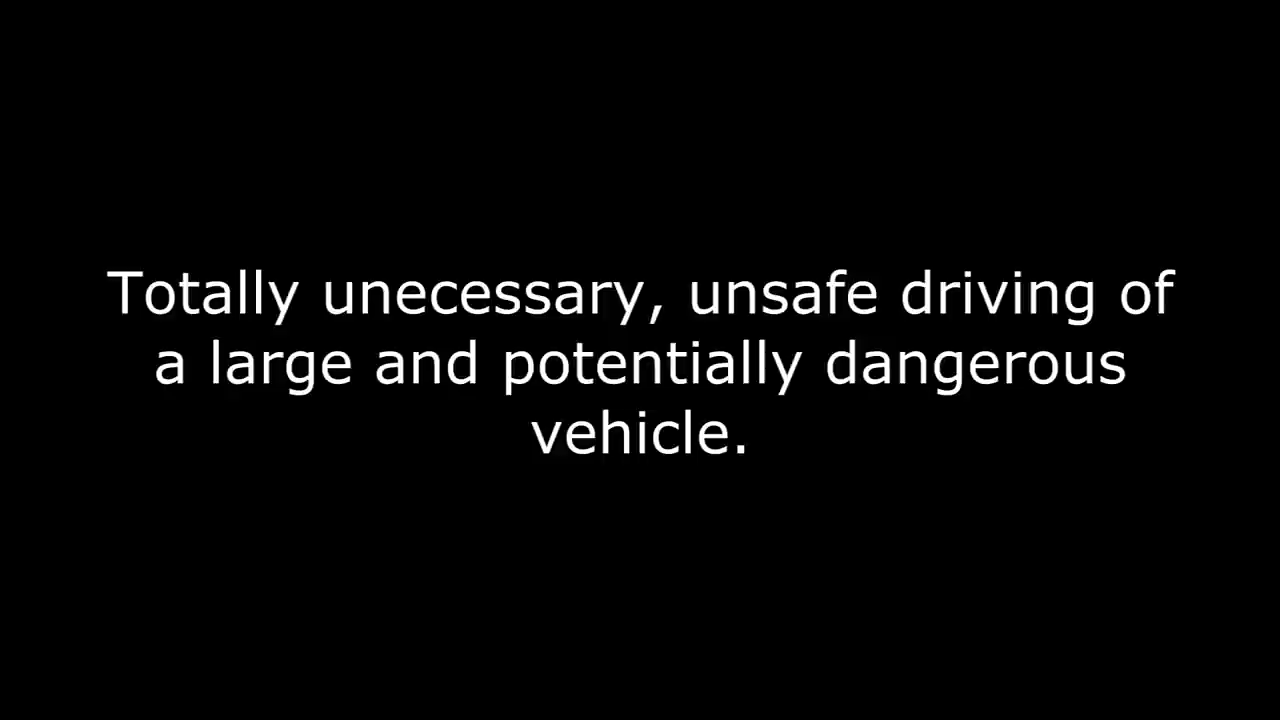 Totally unecessary, unsafe driving of
a large and potentially dangerous
vehicle.